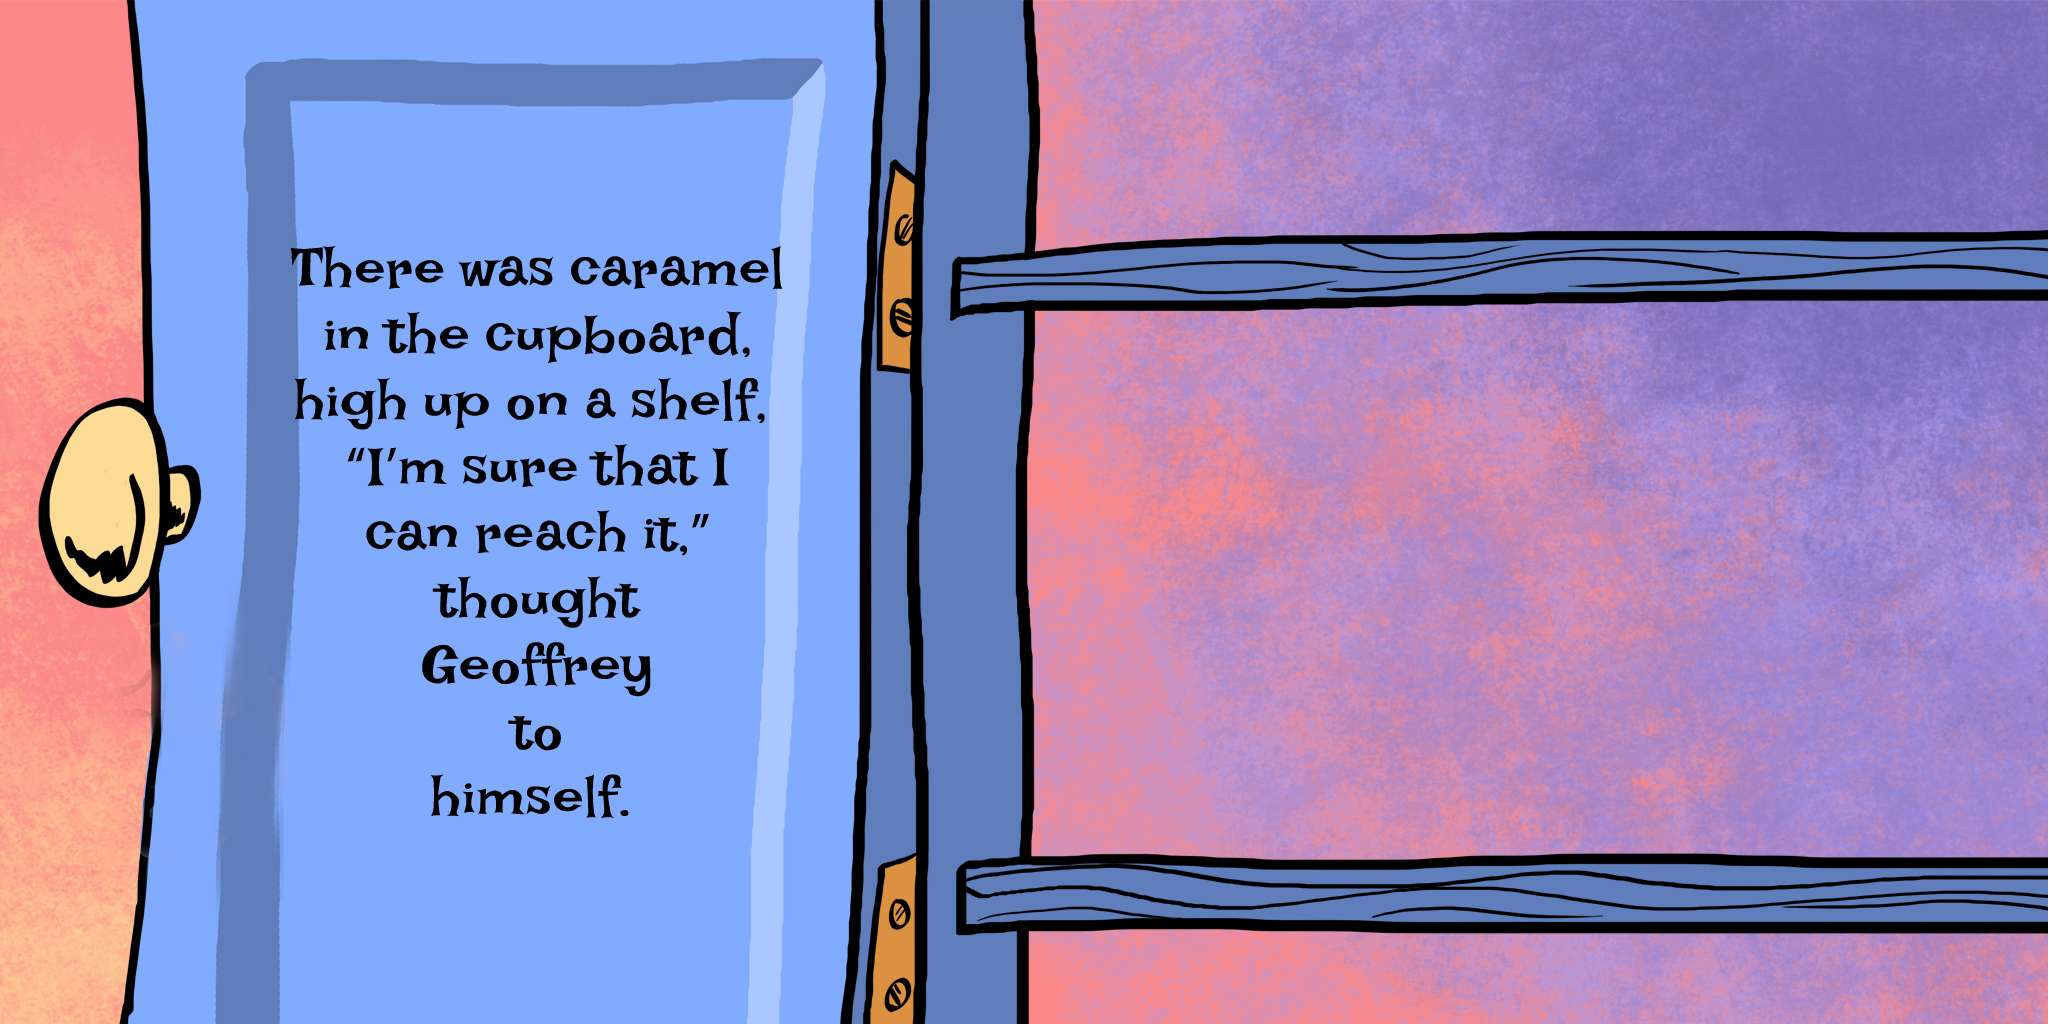 There was caramel
in the cupboard,
high up on a shelf,
“I’m sure that I
can reach it,”
thought
Geoffrey
to
himself.